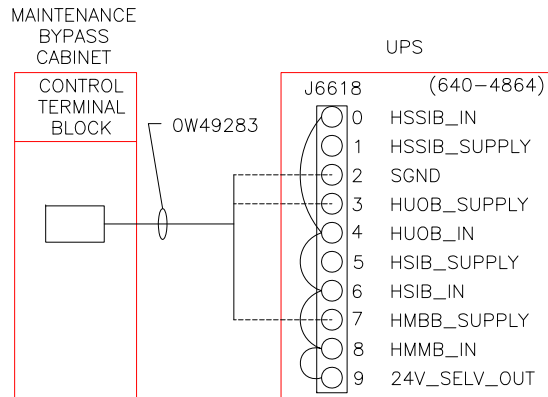 MAINTENANCE
BYPASS
CABINET
CONTROL
TERMINAL
BLOCK
0W49283
UPS
J6618 (640-4864)
0 HSSIB_IN
1 HSSIB_SUPPLY
2 SGND
3 HUOB_SUPPLY
4 HUOB_IN
5 HSIB_SUPPLY
6 HSIB_IN
7 HMBB_SUPPLY
8 HMMB_IN
9 24V_SELV_OUT